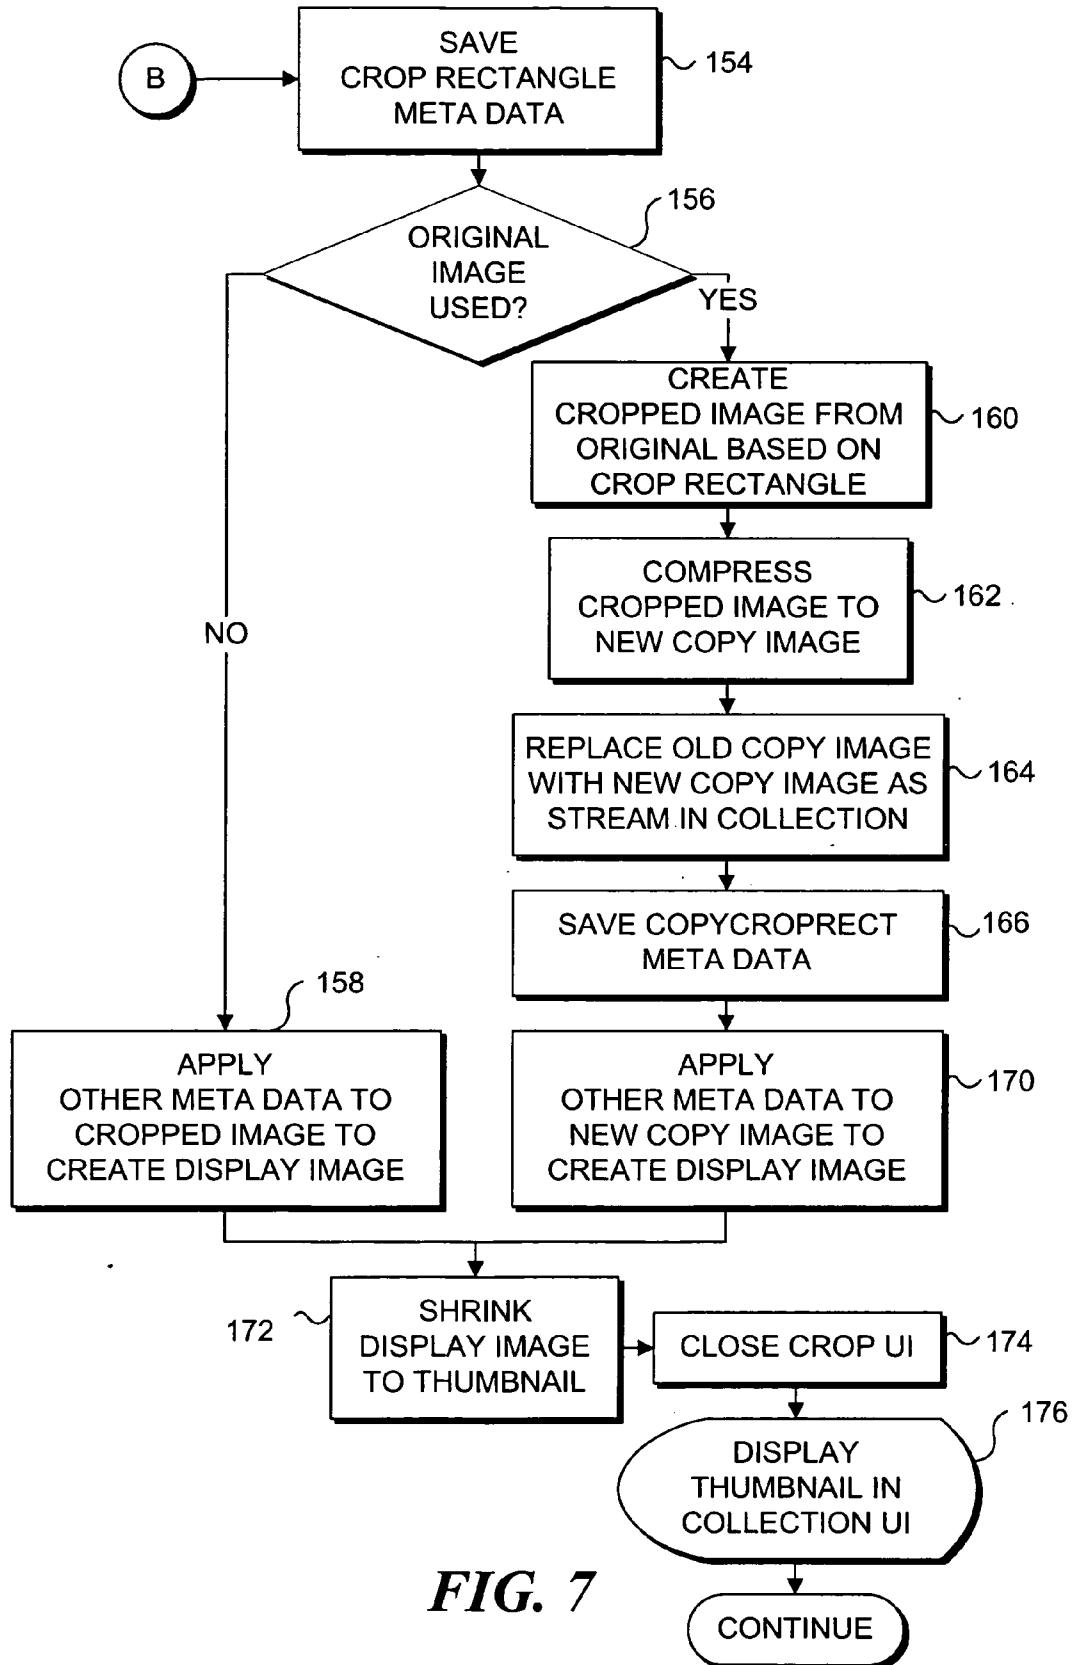 B
SAVE
CROP RECTANGLE
META DATA
154
156
ORIGINAL
IMAGE
USED?
YES
CREATE
CROPPED IMAGE FROM
ORIGINAL BASED ON
CROP RECTANGLE
160
COMPRESS
CROPPED IMAGE TO
NEW COPY IMAGE
162
NO
REPLACE OLD COPY IMAGE
WITH NEW COPY IMAGE AS
STREAM IN COLLECTION
164
SAVE COPYCROPRECT
META DATA
166
158
APPLY
OTHER META DATA TO
CROPPED IMAGE TO
CREATE DISPLAY IMAGE
APPLY
OTHER META DATA TO
NEW COPY IMAGE TO
CREATE DISPLAY IMAGE
170
172
SHRINK
DISPLAY IMAGE
TO THUMBNAIL
CLOSE CROP UI
174
176
DISPLAY
THUMBNAIL IN
COLLECTION UI
FIG. 7
CONTINUE